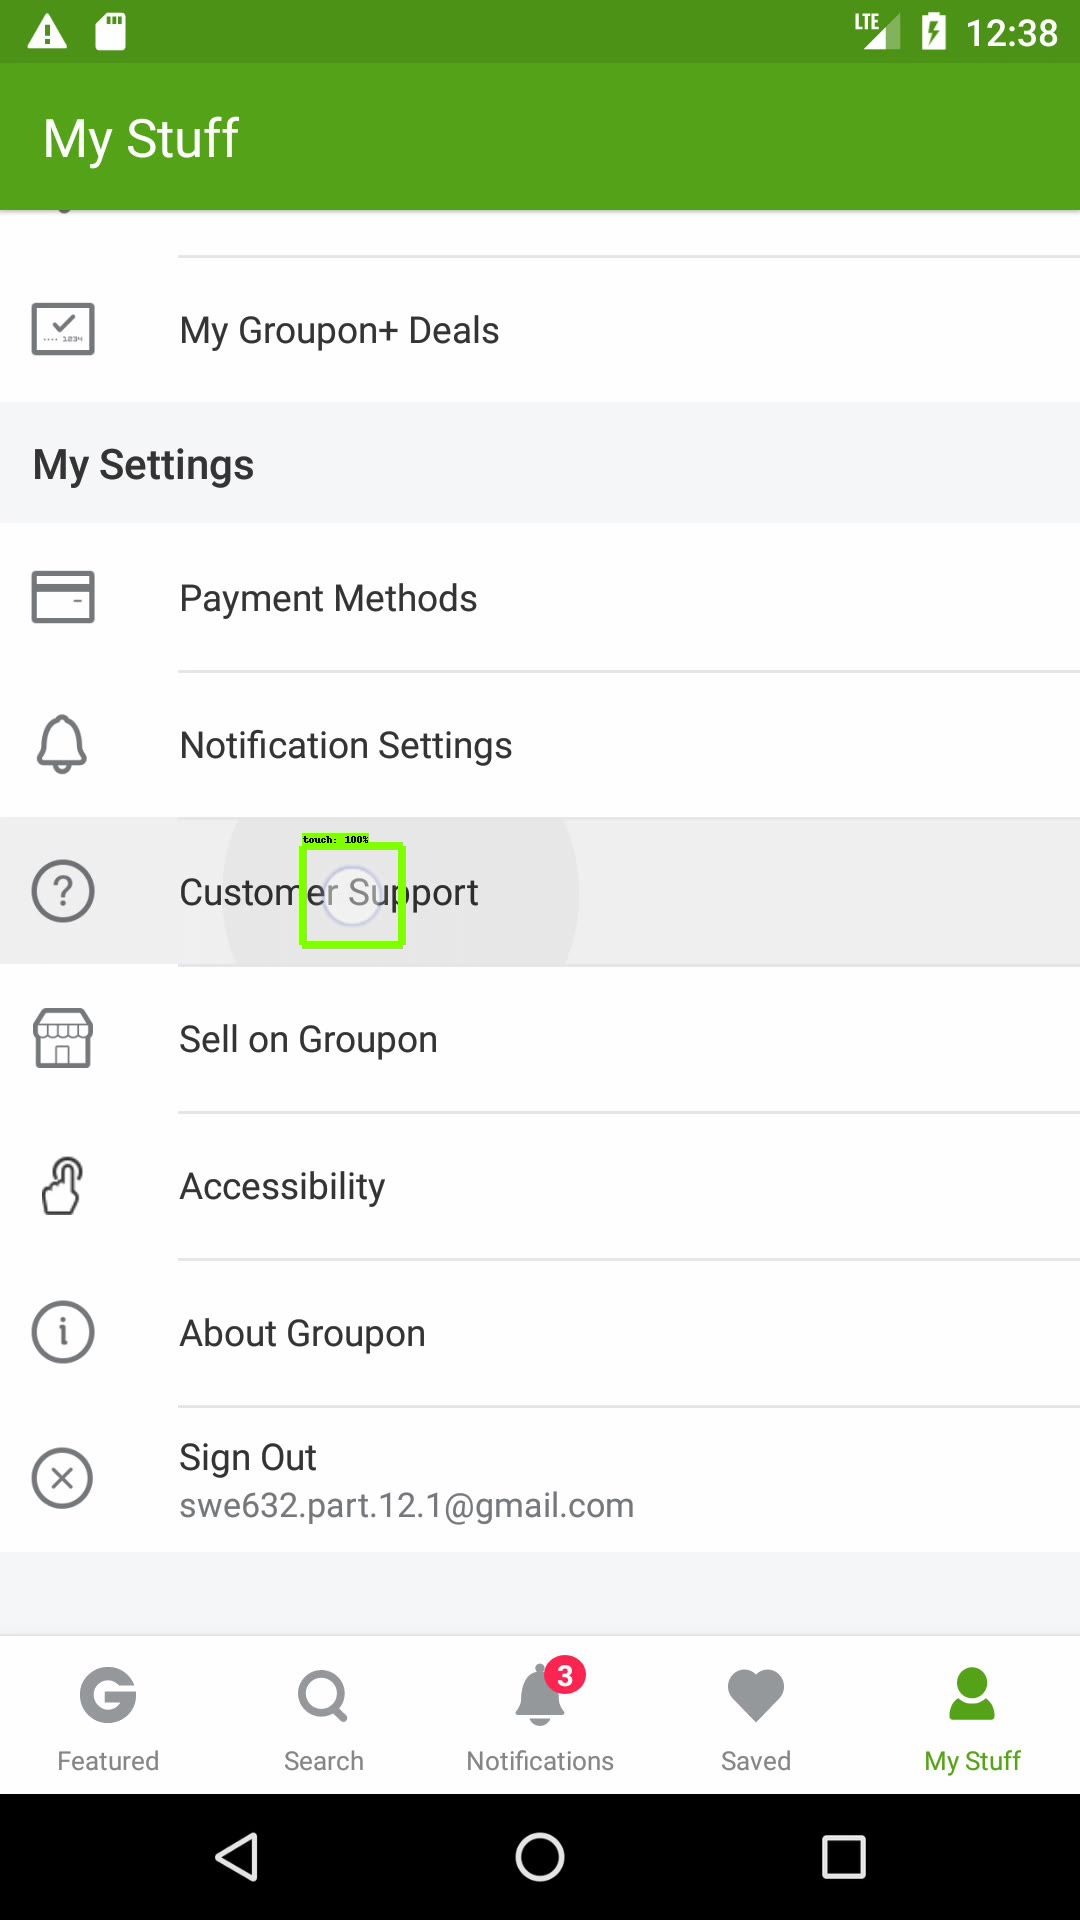 LTE 12:38
My Stuff
1234
My Groupon+ Deals
My Settings
Payment Methods
Notification Settings
touch: 100%
Customer Support
Sell on Groupon
Accessibility
About Groupon
Sign Out
swe632.part.12.1@gmail.com
3
Featured Search Notifications Saved My Stuff